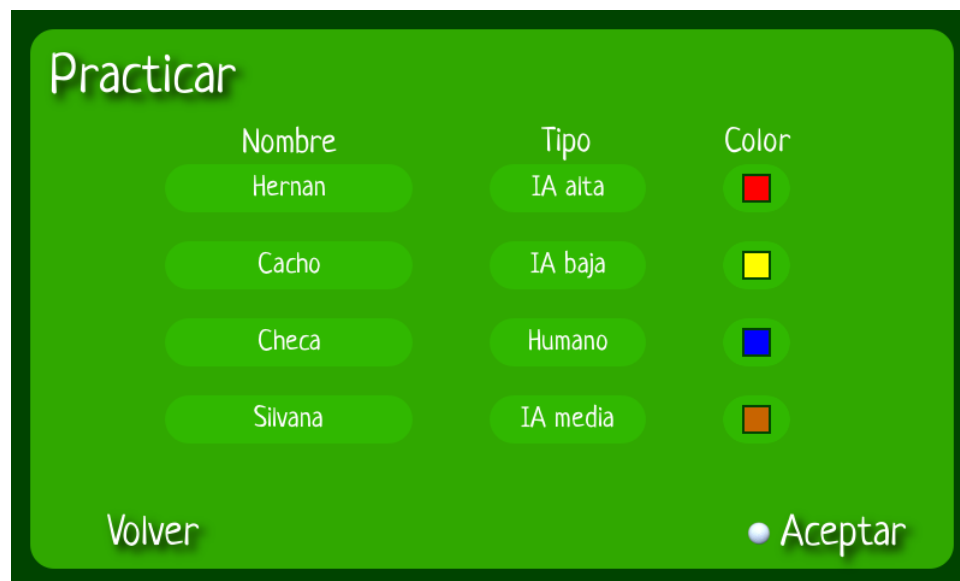 Practicar
Nombre Tipo Color
Hernan IA alta
Cacho IA baja
Checa Humano
Silvana IA media
Volver Aceptar